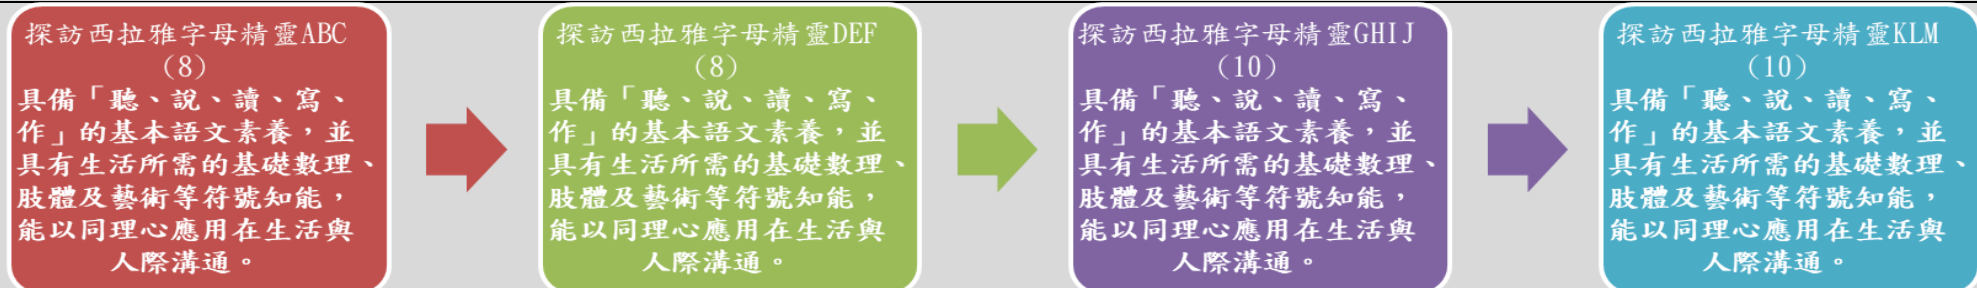 探訪西拉雅字母精靈ABC
(8)
具備「聽、說、讀、寫、
作」的基本語文素養，並
具有生活所需的基礎數理、
肢體及藝術等符號知能，
能以同理心應用在生活與
人際溝通。
探訪西拉雅字母精靈DEF
(8)
具備「聽、說、讀、寫、
作」的基本語文素養，並
具有生活所需的基礎數理、
肢體及藝術等符號知能，
能以同理心應用在生活與
人際溝通。
探訪西拉雅字母精靈GHIJ
(10)
具備「聽、說、讀、寫、
作」的基本語文素養，並
具有生活所需的基礎數理、
肢體及藝術等符號知能，
能以同理心應用在生活與
人際溝通。
探訪西拉雅字母精靈KLM
(10)
具備「聽、說、讀、寫、
作」的基本語文素養，並
具有生活所需的基礎數理、
肢體及藝術等符號知能，
能以同理心應用在生活與
人際溝通。